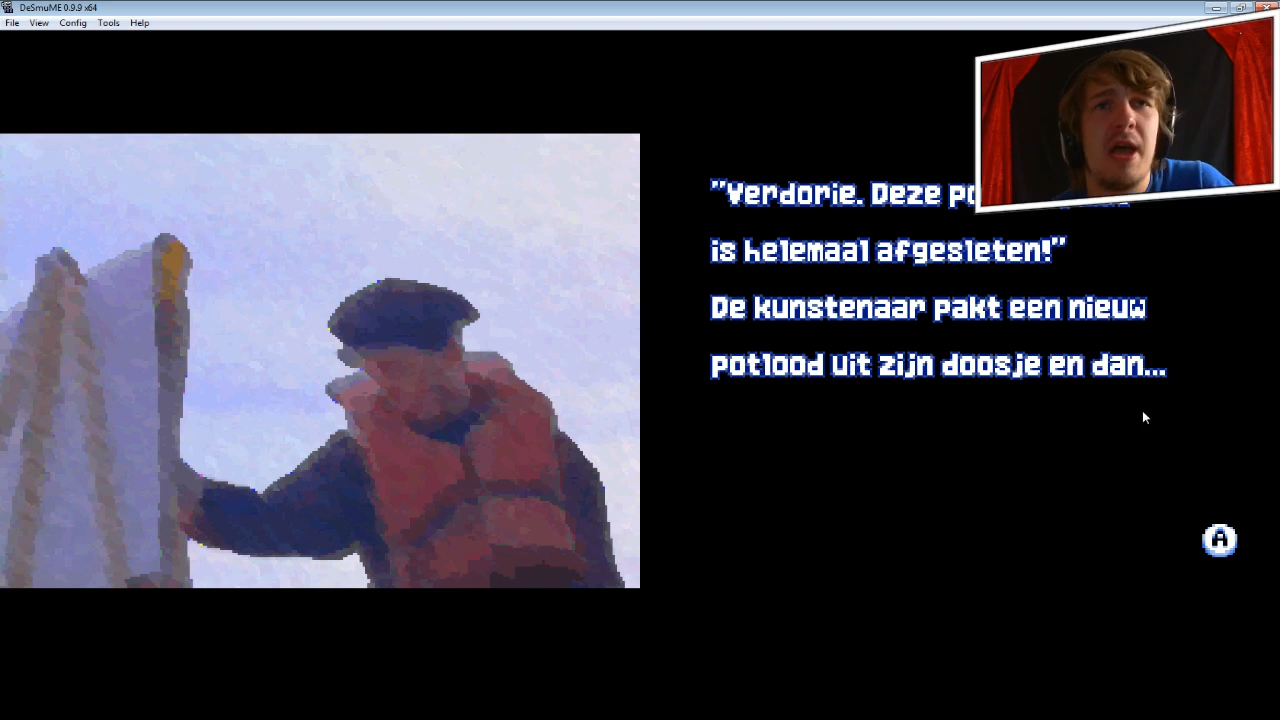 DeSmuME 0.9.9 x64
File View Config Tools Help
"Verdorie. Deze
is helemaal afgesleten!"
De kunstenaar pakt een nieuw
potlood uit zijn doosje en dan...
A